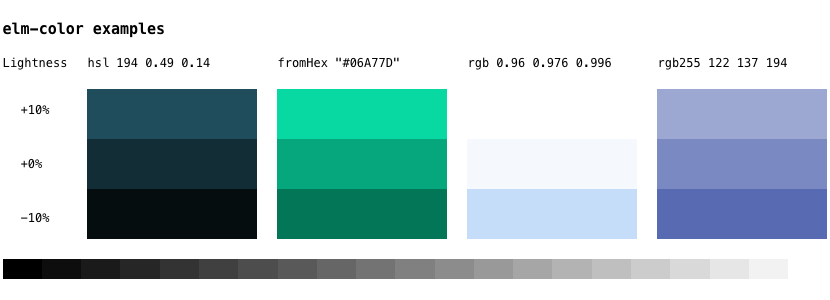 elm-color examples
Lightness hsl 194 0.49 0.14 fromHex "#06A77D" rgb 0.96 0.976 0.996 rgb255 122 137 194
+10%
+0%
-10%